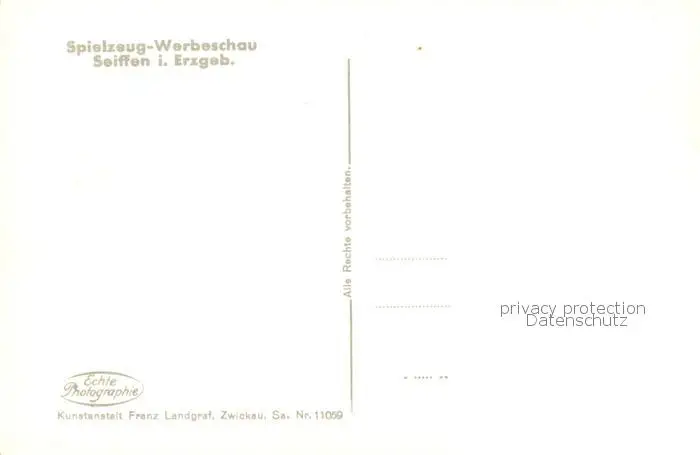 Spielzeug-Werbeschau
Seiffen i. Erzgeb.
Alle Rechte vorbehalten.
privacy protection
Datenschutz
Echte
Photographie
Kunstanstalt Franz Landgraf, Zwickau, Sa. Nr. 11059